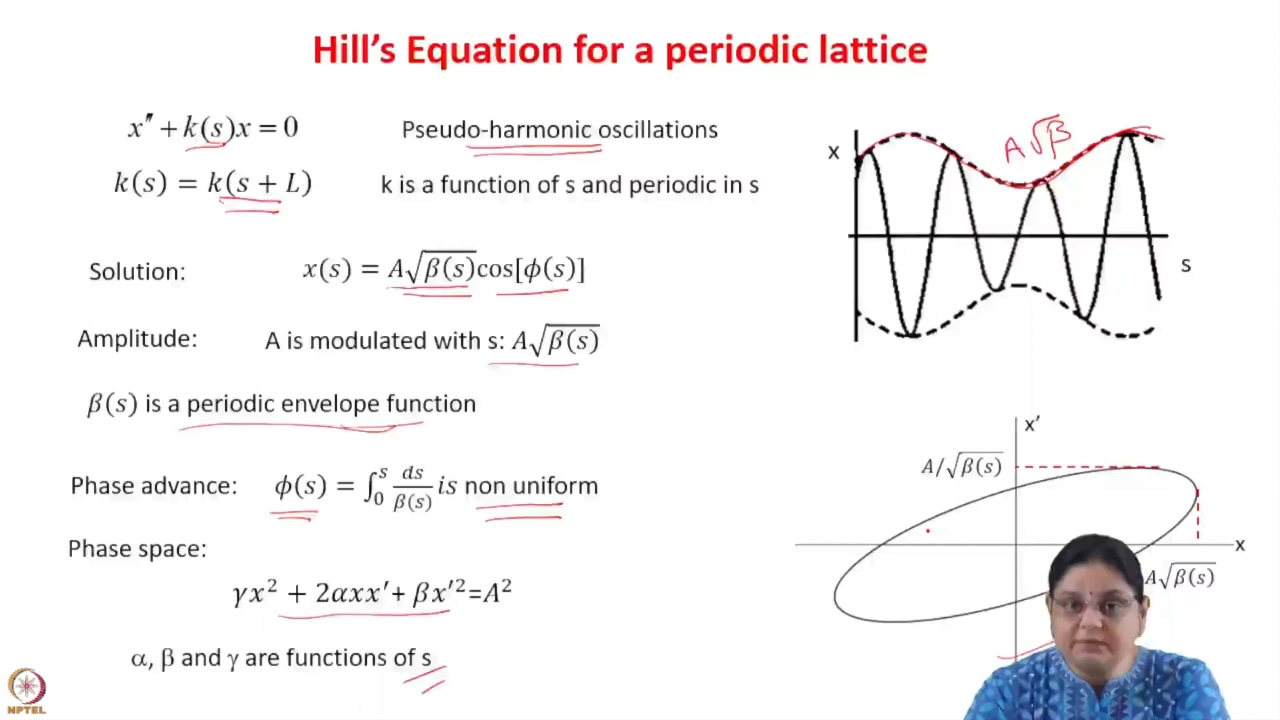 Hill's Equation for a periodic lattice
x″ + k(s)x = 0
Pseudo-harmonic oscillations
k(s) = k(s + L)
k is a function of s and periodic in s
Solution:
x(s) = A√β(s)cos[ϕ(s)]
Amplitude:
A is modulated with s: A√β(s)
β(s) is a periodic envelope function
Phase advance:
ϕ(s) = ∫₀ˢ ds/β(s) is non uniform
Phase space:
γx² + 2αxx′+ βx′²=A²
α, β and γ are functions of s
x
A√β
s
x′
A/√β(s)
x
A√β(s)
NPTEL